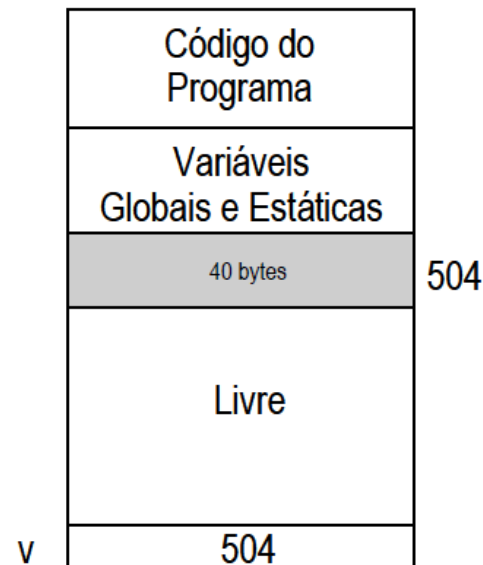 Código do
Programa
Variáveis
Globais e Estáticas
40 bytes
504
Livre
v
504